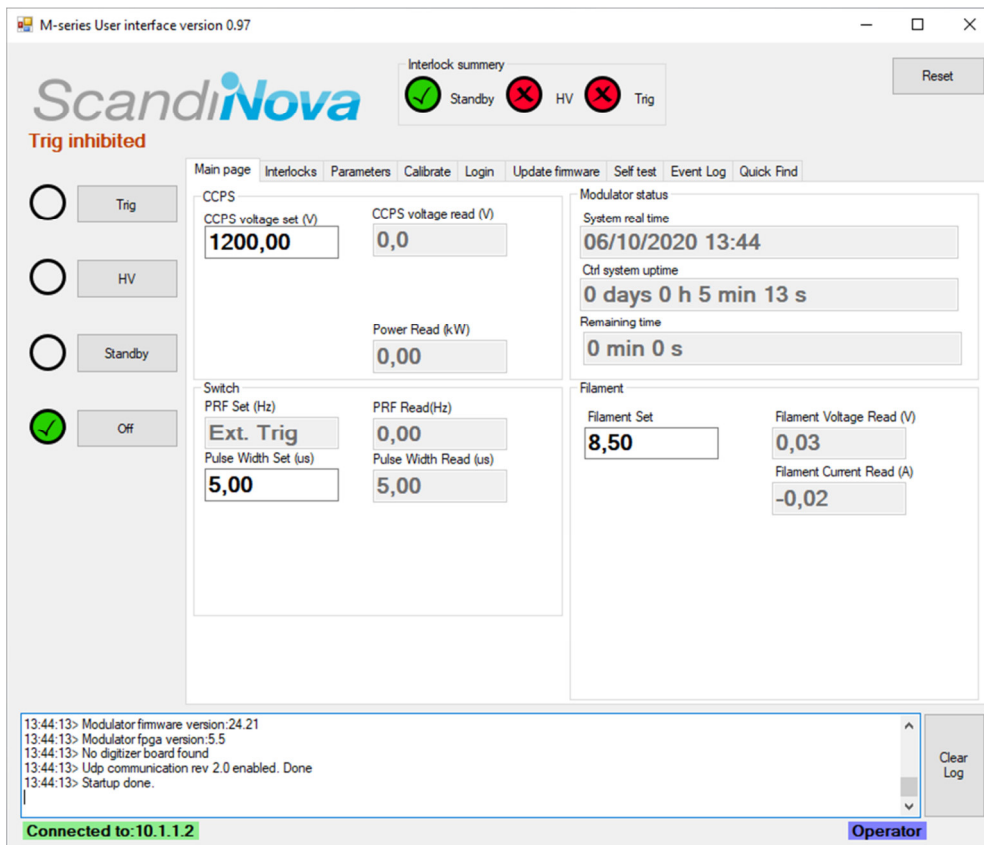 M-series User interface version 0.97
ScandiNova
Trig inhibited
Interlock summery
Standby HV Trig
Reset
Main page Interlocks Parameters Calibrate Login Update firmware Self test Event Log Quick Find
Trig
HV
Standby
Off
CCPS
CCPS voltage set (V) CCPS voltage read (V)
1200,00 0,0
Power Read (kW)
0,00
Modulator status
System real time
06/10/2020 13:44
Ctrl system uptime
0 days 0 h 5 min 13 s
Remaining time
0 min 0 s
Switch
PRF Set (Hz) PRF Read(Hz)
Ext. Trig 0,00
Pulse Width Set (us) Pulse Width Read (us)
5,00 5,00
Filament
Filament Set Filament Voltage Read (V)
8,50 0,03
Filament Current Read (A)
-0,02
13:44:13> Modulator firmware version:24.21
13:44:13> Modulator fpga version:5.5
13:44:13> No digitizer board found
13:44:13> Udp communication rev 2.0 enabled. Done
13:44:13> Startup done.
Clear
Log
Connected to:10.1.1.2
Operator